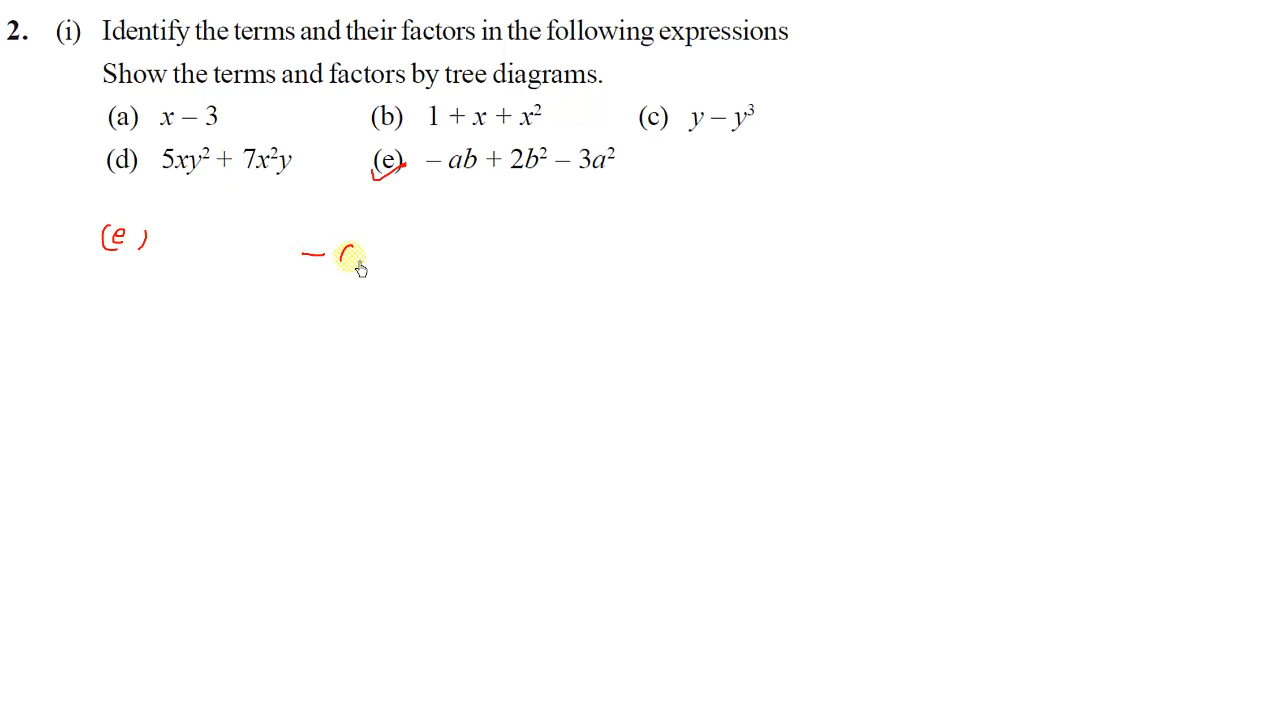 2. (i) Identify the terms and their factors in the following expressions
Show the terms and factors by tree diagrams.
(a) x – 3 (b) 1 + x + x² (c) y – y³
(d) 5xy² + 7x²y (e) – ab + 2b² – 3a²
(e)
–